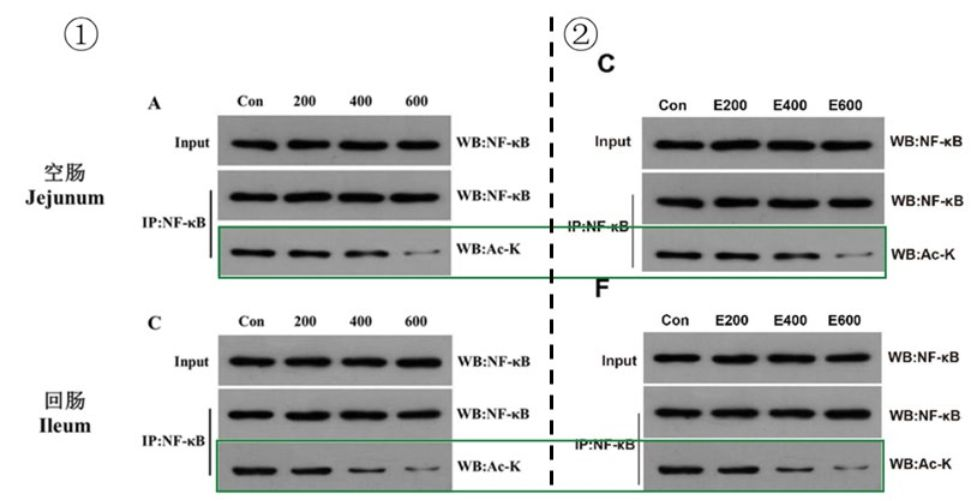 ① ②
C
A Con 200 400 600
Con E200 E400 E600
Input WB:NF-κB
Input WB:NF-κB
空肠
Jejunum
WB:NF-κB
WB:NF-κB
IP:NF-κB
IP:NF-κB
WB:Ac-K
WB:Ac-K
F
C Con 200 400 600
Con E200 E400 E600
Input WB:NF-κB
Input WB:NF-κB
回肠
Ileum
WB:NF-κB
WB:NF-κB
IP:NF-κB
IP:NF-κB
WB:Ac-K
WB:Ac-K